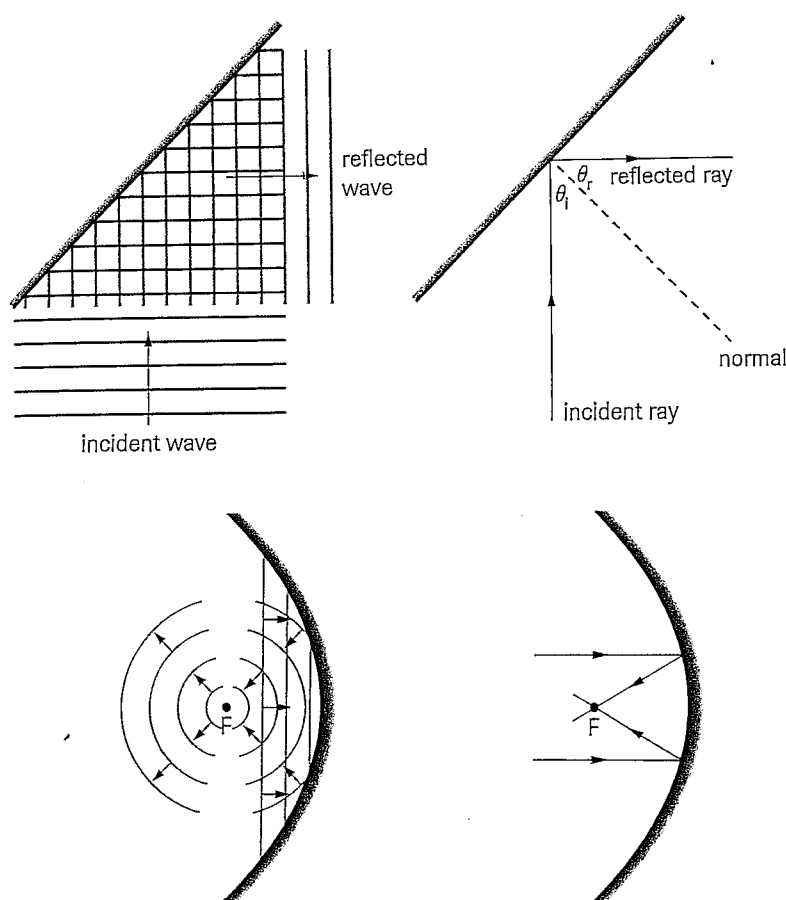 reflected
wave
incident wave
θr reflected ray
θi
normal
incident ray
F
F